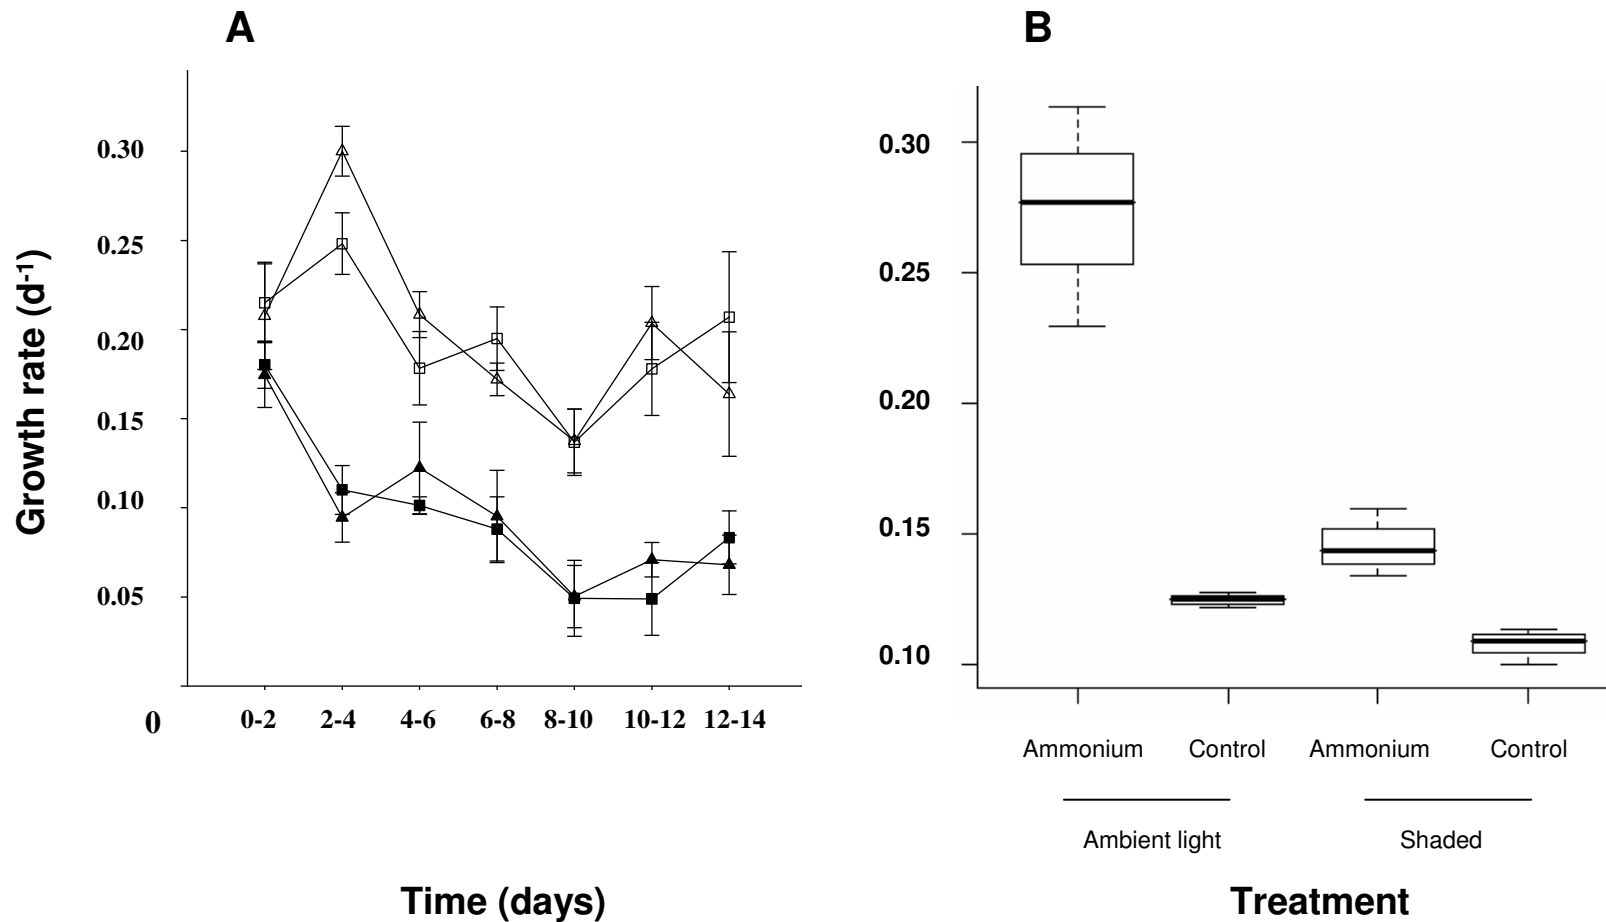 A
B
Growth rate (d-1)
0.30
0.25
0.20
0.15
0.10
0.05
0
0-2 2-4 4-6 6-8 8-10 10-12 12-14
Time (days)
0.30
0.25
0.20
0.15
0.10
Ammonium Control Ammonium Control
Ambient light Shaded
Treatment